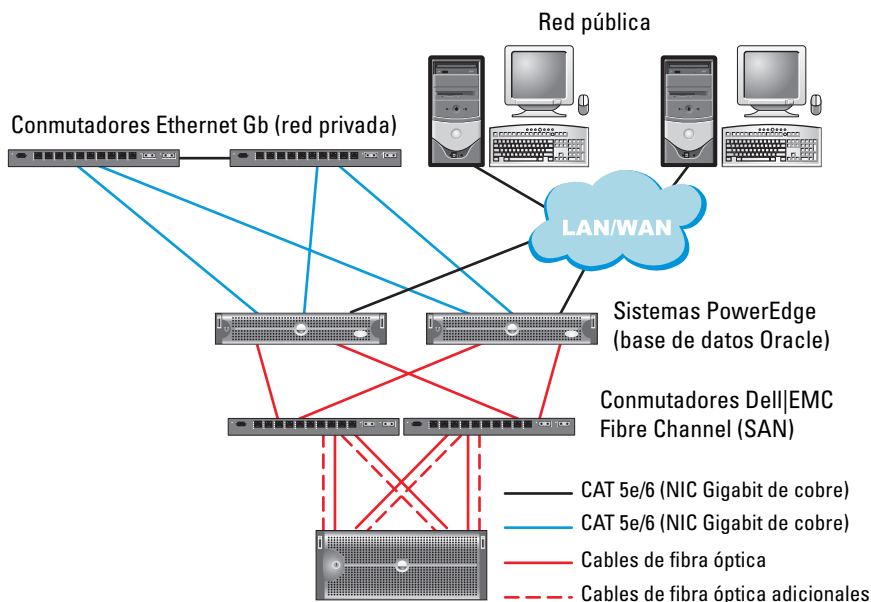 Red pública
Conmutadores Ethernet Gb (red privada)
LAN/WAN
Sistemas PowerEdge
(base de datos Oracle)
Conmutadores Dell|EMC
Fibre Channel (SAN)
CAT 5e/6 (NIC Gigabit de cobre)
CAT 5e/6 (NIC Gigabit de cobre)
Cables de fibra óptica
Cables de fibra óptica adicionales